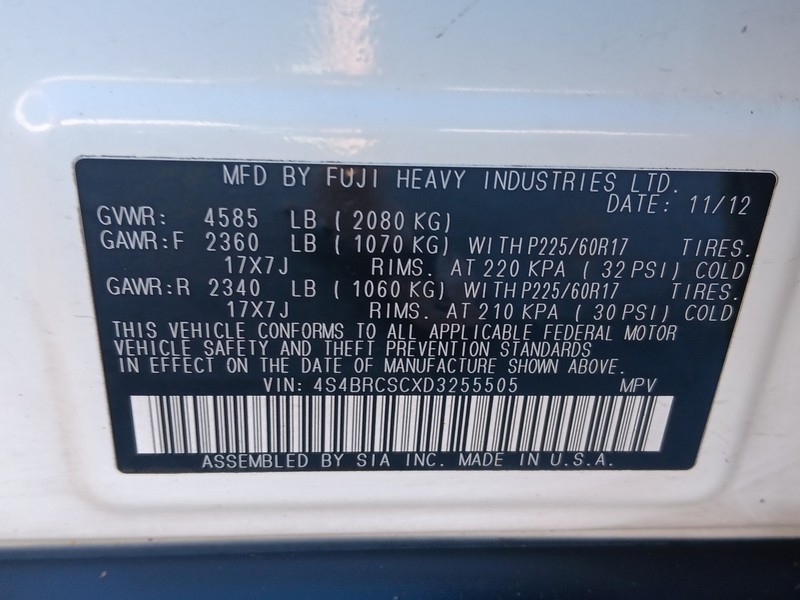 MFD BY FUJI HEAVY INDUSTRIES LTD.
DATE: 11/12
GVWR: 4585 LB ( 2080 KG)
GAWR:F 2360 LB ( 1070 KG) WITH P225/60R17 TIRES.
17X7J RIMS. AT 220 KPA ( 32 PSI) COLD
GAWR:R 2340 LB ( 1060 KG) WITH P225/60R17 TIRES.
17X7J RIMS. AT 210 KPA ( 30 PSI) COLD
THIS VEHICLE CONFORMS TO ALL APPLICABLE FEDERAL MOTOR
VEHICLE SAFETY AND THEFT PREVENTION STANDARDS
IN EFFECT ON THE DATE OF MANUFACTURE SHOWN ABOVE.
VIN: 4S4BRCSCXD3255505 MPV
ASSEMBLED BY SIA INC. MADE IN U.S.A.